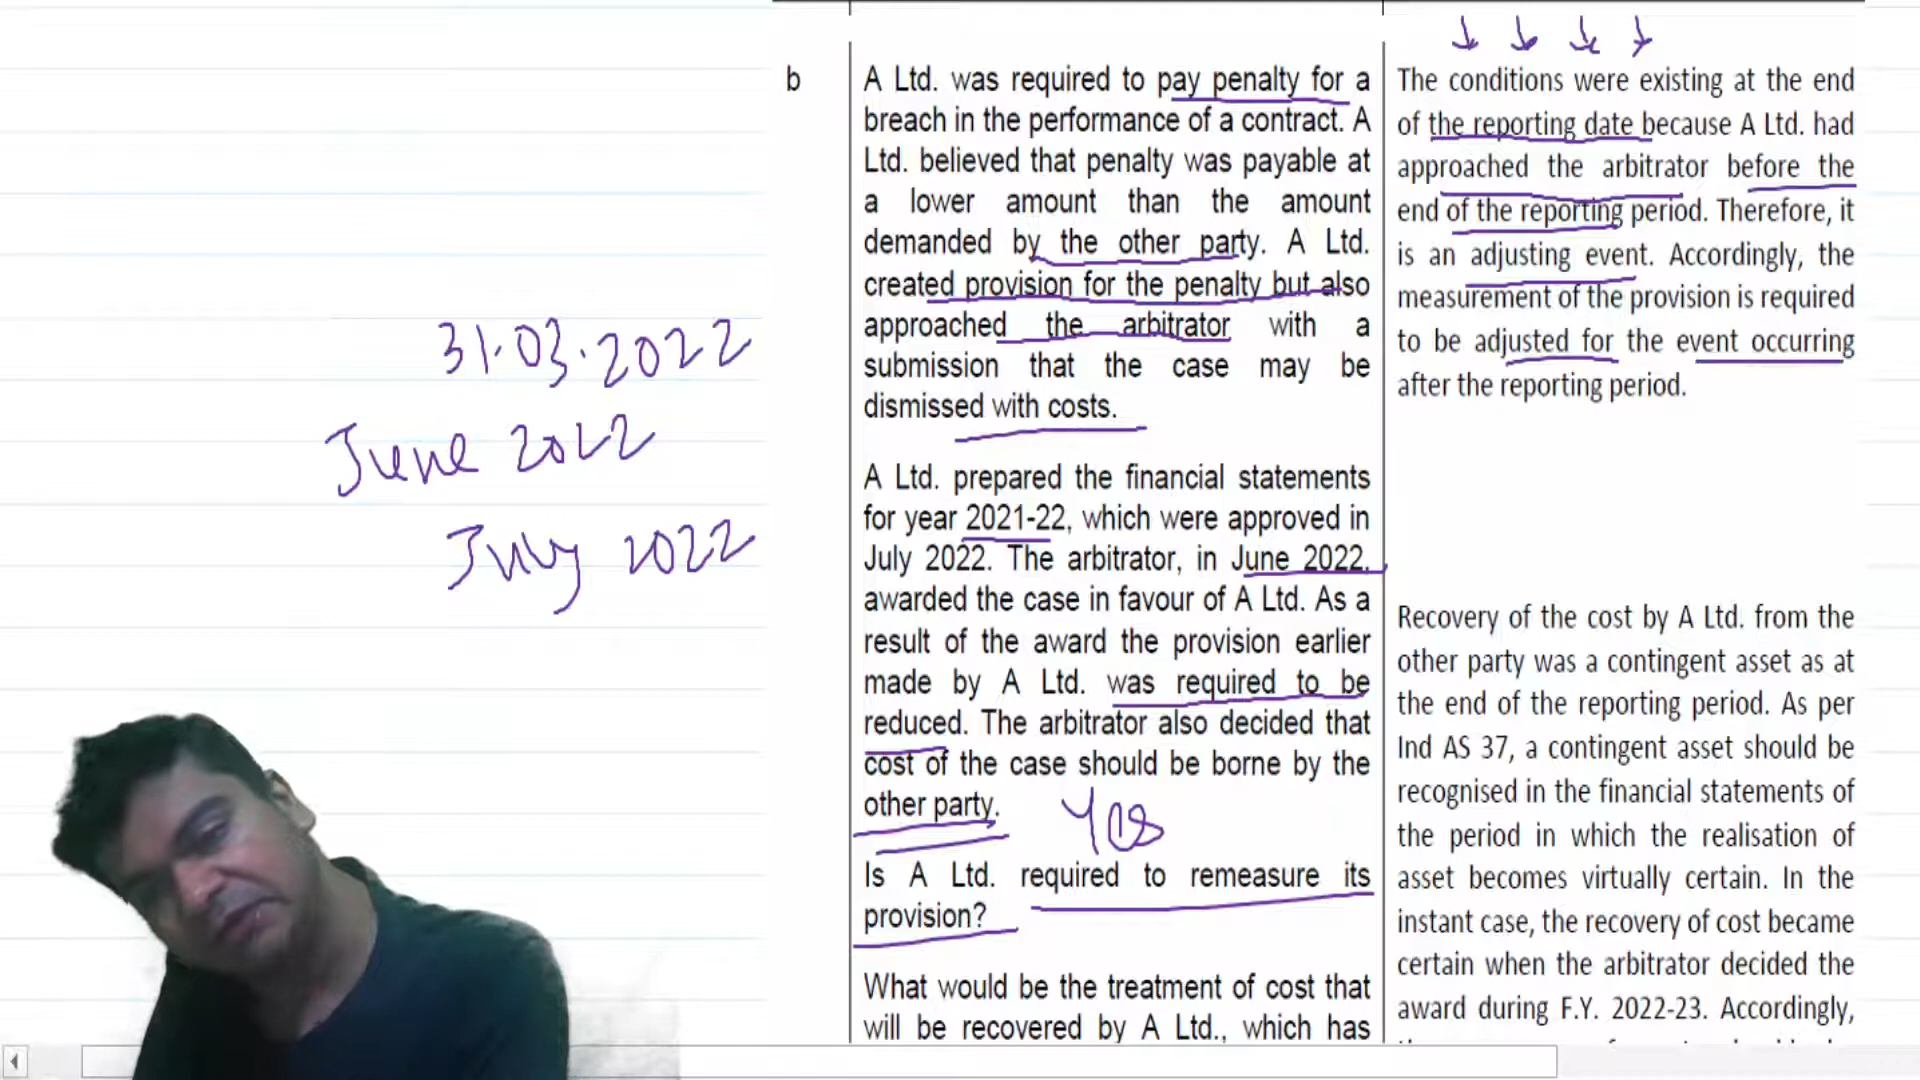 31.03.2022
June 2022
July 2022
b
A Ltd. was required to pay penalty for a
breach in the performance of a contract. A
Ltd. believed that penalty was payable at
a lower amount than the amount
demanded by the other party. A Ltd.
created provision for the penalty but also
approached the arbitrator with a
submission that the case may be
dismissed with costs.
A Ltd. prepared the financial statements
for year 2021-22, which were approved in
July 2022. The arbitrator, in June 2022,
awarded the case in favour of A Ltd. As a
result of the award the provision earlier
made by A Ltd. was required to be
reduced. The arbitrator also decided that
cost of the case should be borne by the
other party.
Yes
Is A Ltd. required to remeasure its
provision?
What would be the treatment of cost that
will be recovered by A Ltd., which has
The conditions were existing at the end
of the reporting date because A Ltd. had
approached the arbitrator before the
end of the reporting period. Therefore, it
is an adjusting event. Accordingly, the
measurement of the provision is required
to be adjusted for the event occurring
after the reporting period.
Recovery of the cost by A Ltd. from the
other party was a contingent asset as at
the end of the reporting period. As per
Ind AS 37, a contingent asset should be
recognised in the financial statements of
the period in which the realisation of
asset becomes virtually certain. In the
instant case, the recovery of cost became
certain when the arbitrator decided the
award during F.Y. 2022-23. Accordingly,